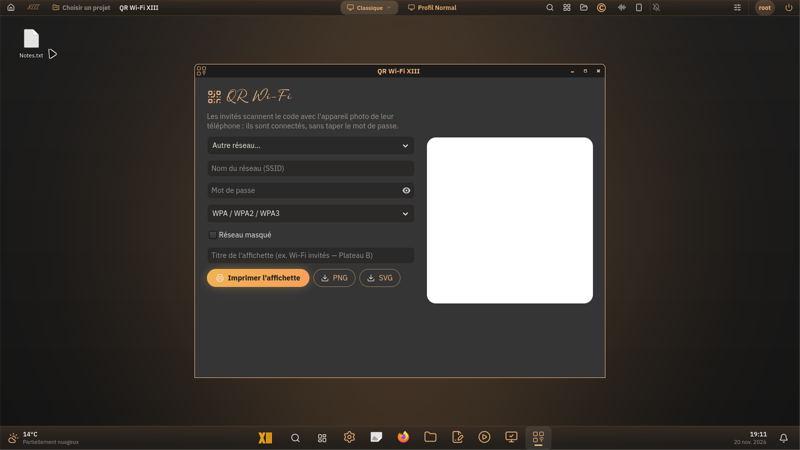 XIII
Choisir un projet
QR Wi-Fi XIII
Classique
Profil Normal
root
Notes.txt
QR Wi-Fi XIII
QR Wi-Fi
Les invités scannent le code avec l'appareil photo de leur
téléphone : ils sont connectés, sans taper le mot de passe.
Autre réseau...
Nom du réseau (SSID)
Mot de passe
WPA / WPA2 / WPA3
Réseau masqué
Titre de l'affichette (ex. Wi-Fi invités — Plateau B)
Imprimer l'affichette
PNG
SVG
14°C
Partiellement nuageux
XIII
19:11
20 nov. 2026